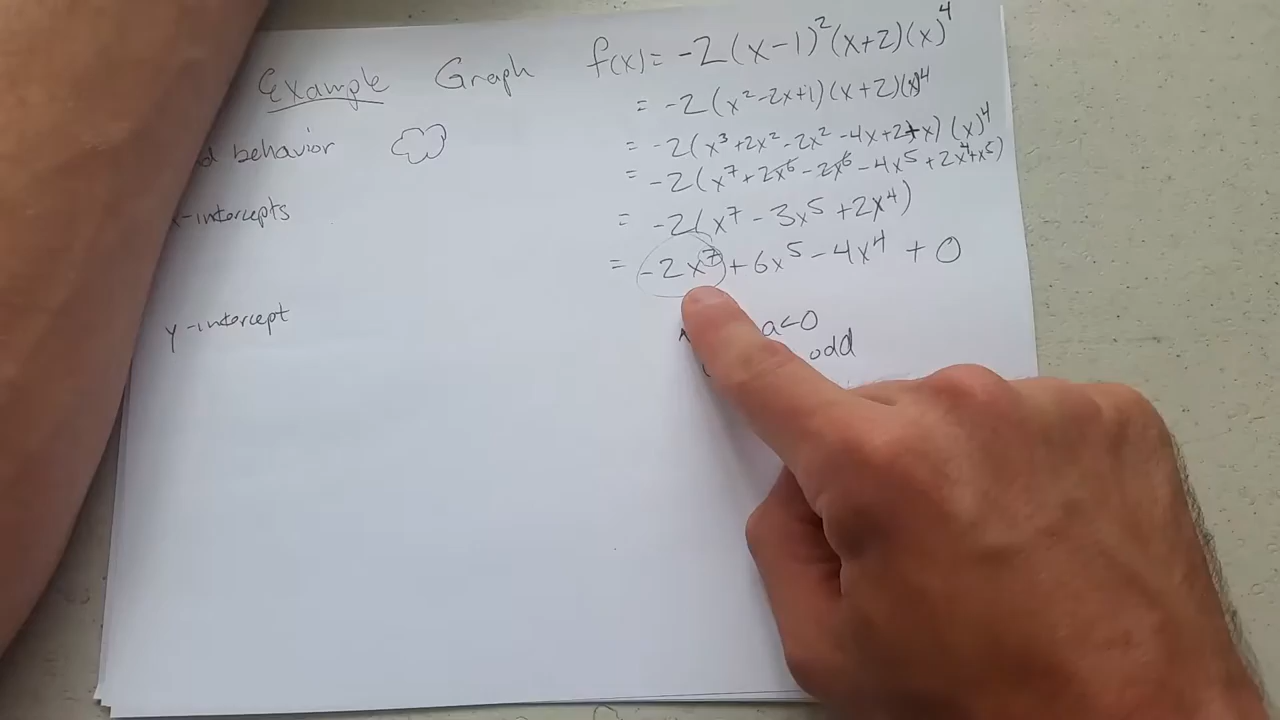 Example Graph f(x) = -2(x-1)²(x+2)(x)⁴
= -2(x²-2x+1)(x+2)(x)⁴
d behavior
= -2(x³+2x²-2x²-4x+2+x)(x)⁴
= -2(x⁷+2x⁶-2x⁶-4x⁵+2x⁴+x⁵)
x-intercepts
= -2(x⁷-3x⁵+2x⁴)
= -2x⁷+6x⁵-4x⁴+0
y-intercept
a<0
odd